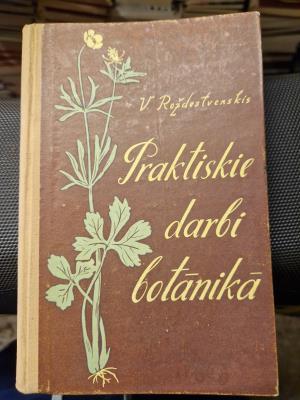 V Roždestvenskis
Praktiskie
darbi
botānikā